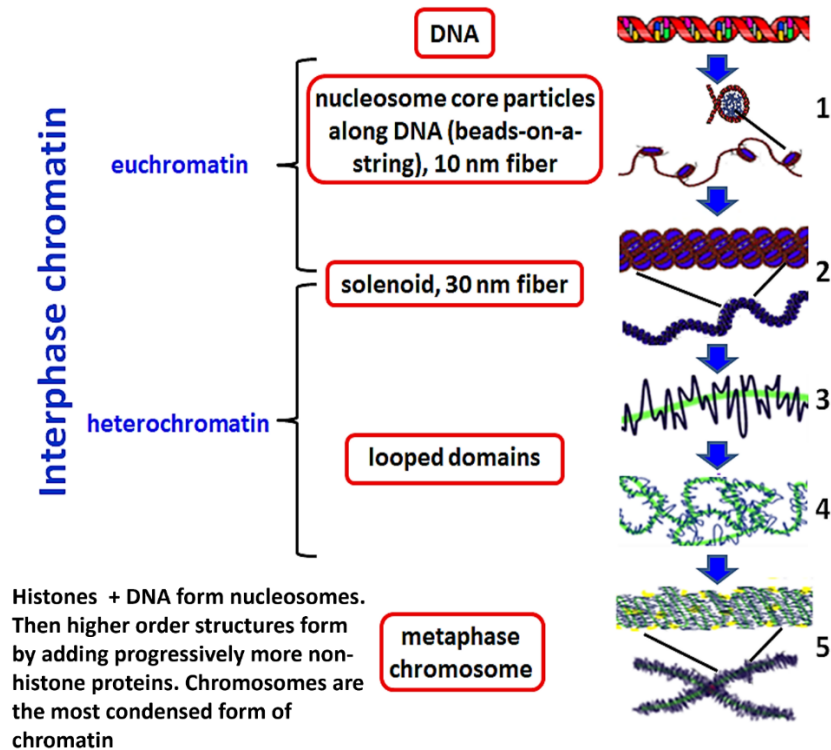 DNA
nucleosome core particles
along DNA (beads-on-a-
string), 10 nm fiber
1
euchromatin
Interphase chromatin
solenoid, 30 nm fiber
2
3
heterochromatin
looped domains
4
Histones + DNA form nucleosomes.
Then higher order structures form
by adding progressively more non-
histone proteins. Chromosomes are
the most condensed form of
chromatin
metaphase
chromosome
5